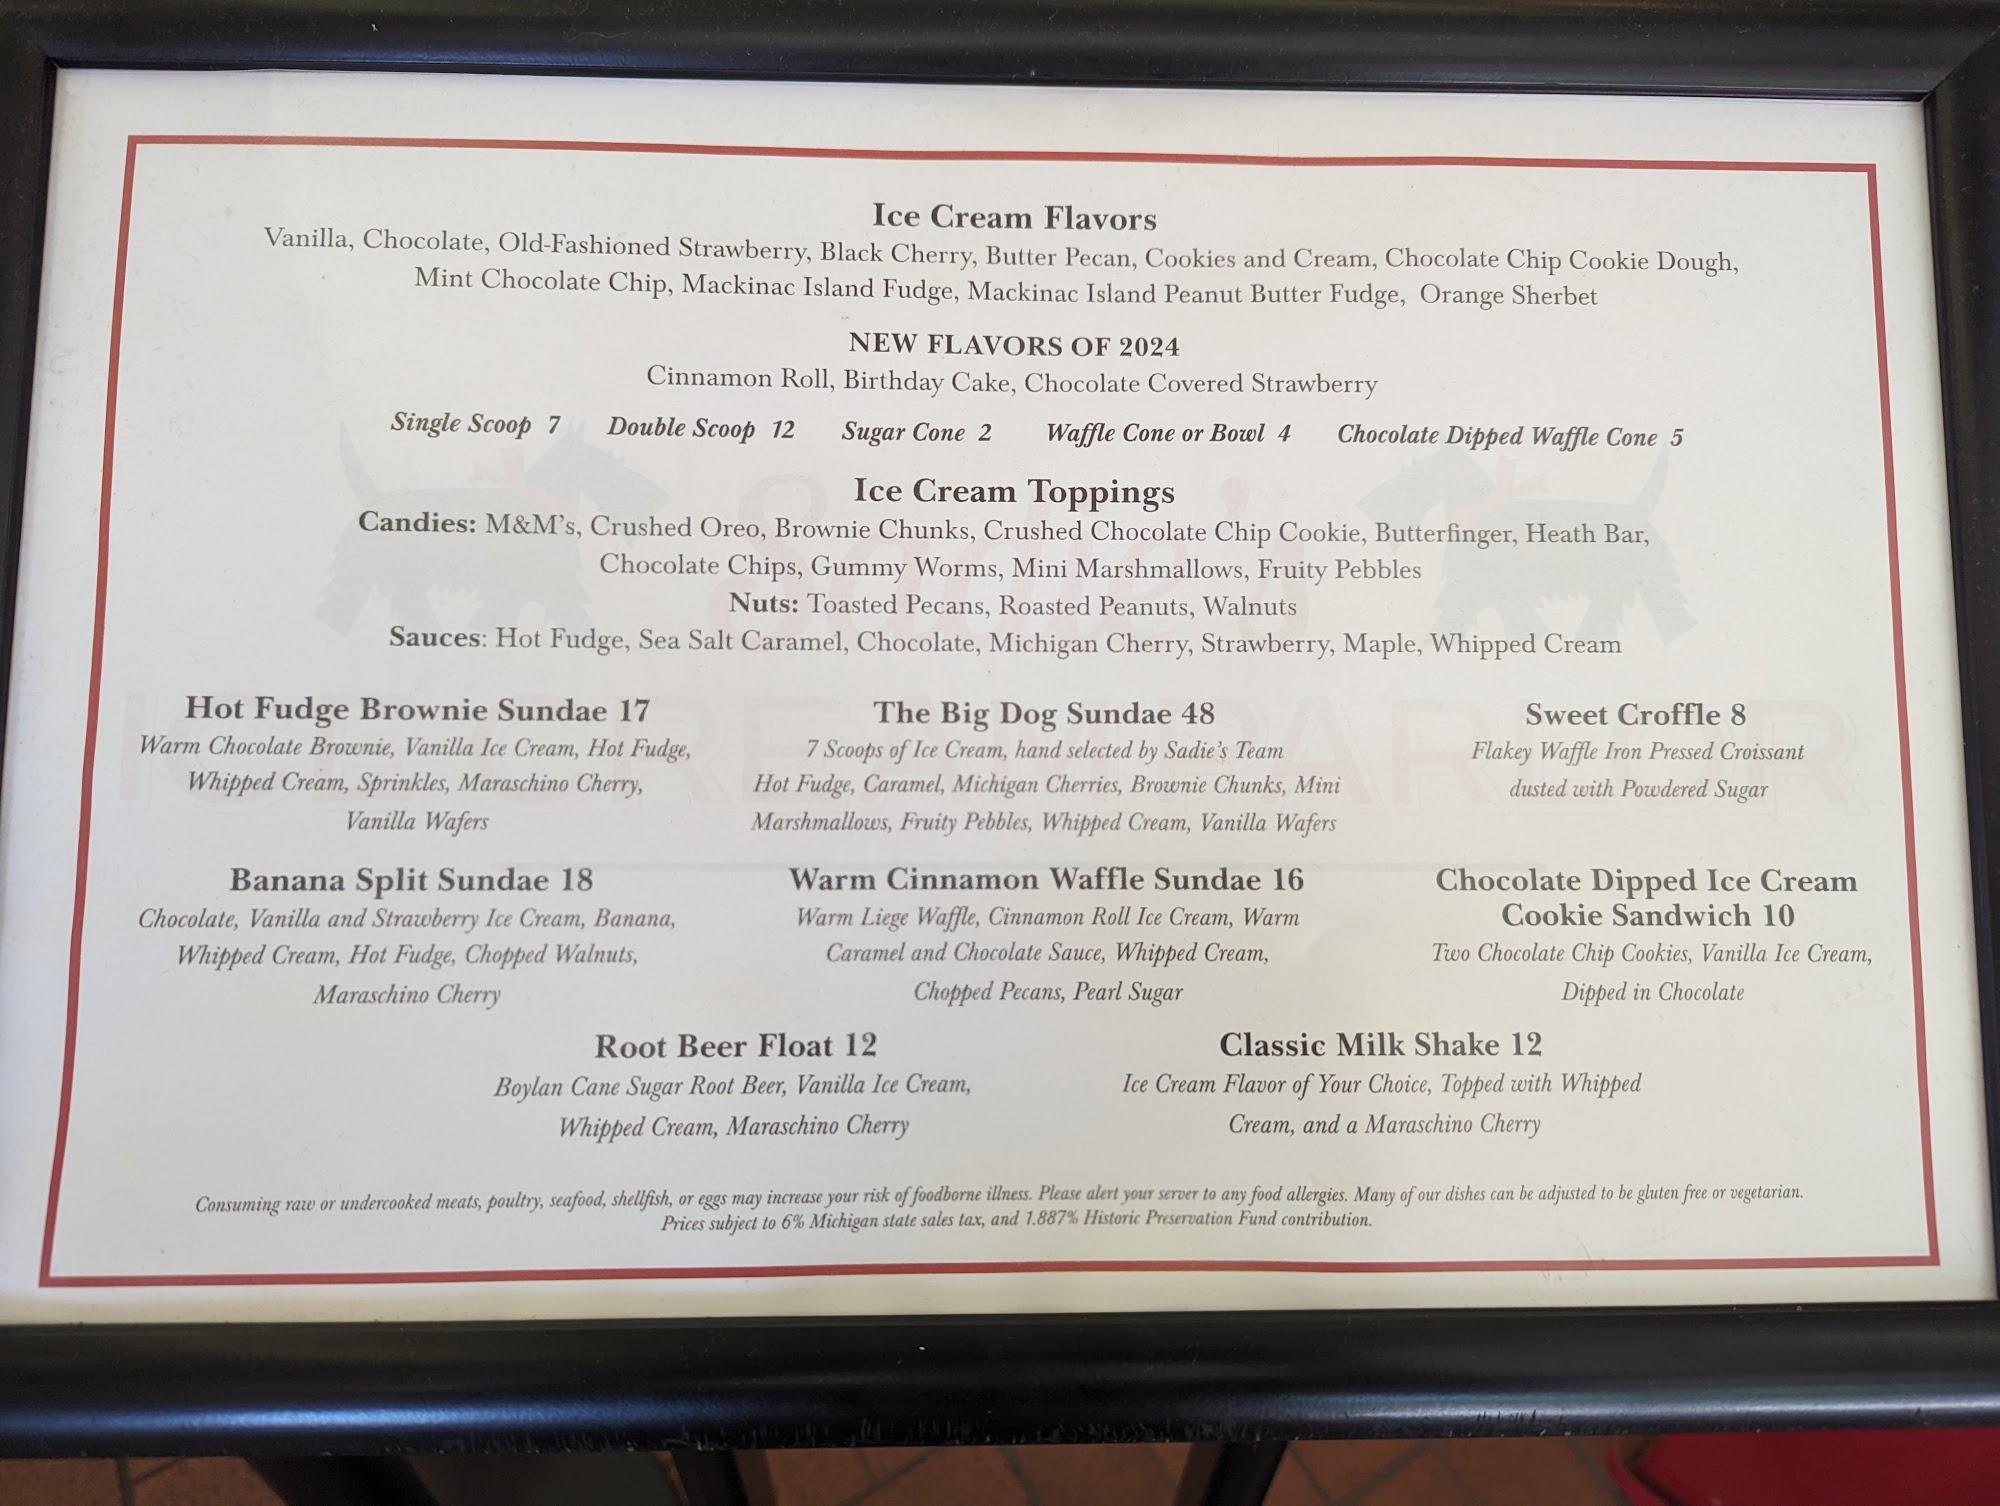 Ice Cream Flavors
Vanilla, Chocolate, Old-Fashioned Strawberry, Black Cherry, Butter Pecan, Cookies and Cream, Chocolate Chip Cookie Dough,
Mint Chocolate Chip, Mackinac Island Fudge, Mackinac Island Peanut Butter Fudge, Orange Sherbet
NEW FLAVORS OF 2024
Cinnamon Roll, Birthday Cake, Chocolate Covered Strawberry
Single Scoop 7 Double Scoop 12 Sugar Cone 2 Waffle Cone or Bowl 4 Chocolate Dipped Waffle Cone 5
Ice Cream Toppings
Candies: M&M's, Crushed Oreo, Brownie Chunks, Crushed Chocolate Chip Cookie, Butterfinger, Heath Bar,
Chocolate Chips, Gummy Worms, Mini Marshmallows, Fruity Pebbles
Nuts: Toasted Pecans, Roasted Peanuts, Walnuts
Sauces: Hot Fudge, Sea Salt Caramel, Chocolate, Michigan Cherry, Strawberry, Maple, Whipped Cream
Hot Fudge Brownie Sundae 17
Warm Chocolate Brownie, Vanilla Ice Cream, Hot Fudge,
Whipped Cream, Sprinkles, Maraschino Cherry,
Vanilla Wafers
The Big Dog Sundae 48
7 Scoops of Ice Cream, hand selected by Sadie's Team
Hot Fudge, Caramel, Michigan Cherries, Brownie Chunks, Mini
Marshmallows, Fruity Pebbles, Whipped Cream, Vanilla Wafers
Sweet Croffle 8
Flakey Waffle Iron Pressed Croissant
dusted with Powdered Sugar
Banana Split Sundae 18
Chocolate, Vanilla and Strawberry Ice Cream, Banana,
Whipped Cream, Hot Fudge, Chopped Walnuts,
Maraschino Cherry
Warm Cinnamon Waffle Sundae 16
Warm Liege Waffle, Cinnamon Roll Ice Cream, Warm
Caramel and Chocolate Sauce, Whipped Cream,
Chopped Pecans, Pearl Sugar
Chocolate Dipped Ice Cream
Cookie Sandwich 10
Two Chocolate Chip Cookies, Vanilla Ice Cream,
Dipped in Chocolate
Root Beer Float 12
Boylan Cane Sugar Root Beer, Vanilla Ice Cream,
Whipped Cream, Maraschino Cherry
Classic Milk Shake 12
Ice Cream Flavor of Your Choice, Topped with Whipped
Cream, and a Maraschino Cherry
Consuming raw or undercooked meats, poultry, seafood, shellfish, or eggs may increase your risk of foodborne illness. Please alert your server to any food allergies. Many of our dishes can be adjusted to be gluten free or vegetarian.
Prices subject to 6% Michigan state sales tax, and 1.887% Historic Preservation Fund contribution.
Sadie's
ICE CREAM PARLOR